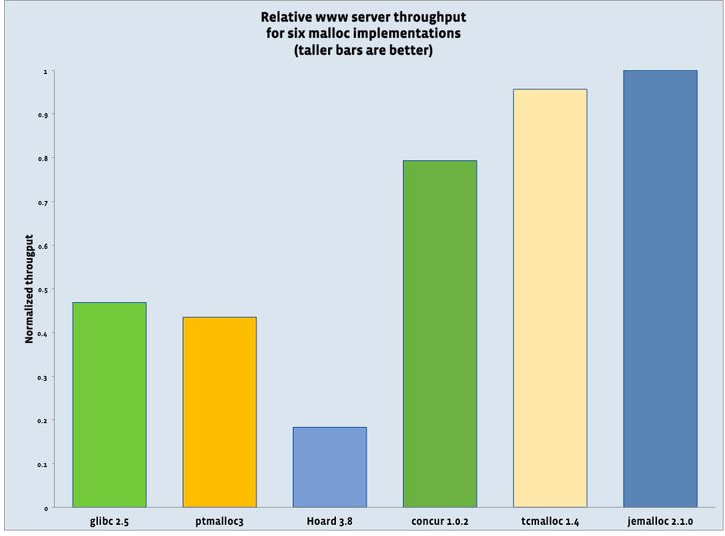 Relative www server throughput
for six malloc implementations
(taller bars are better)
Normalized througput
1
0.9
0.8
0.7
0.6
0.5
0.4
0.3
0.2
0.1
0
glibc 2.5
ptmalloc3
Hoard 3.8
concur 1.0.2
tcmalloc 1.4
jemalloc 2.1.0